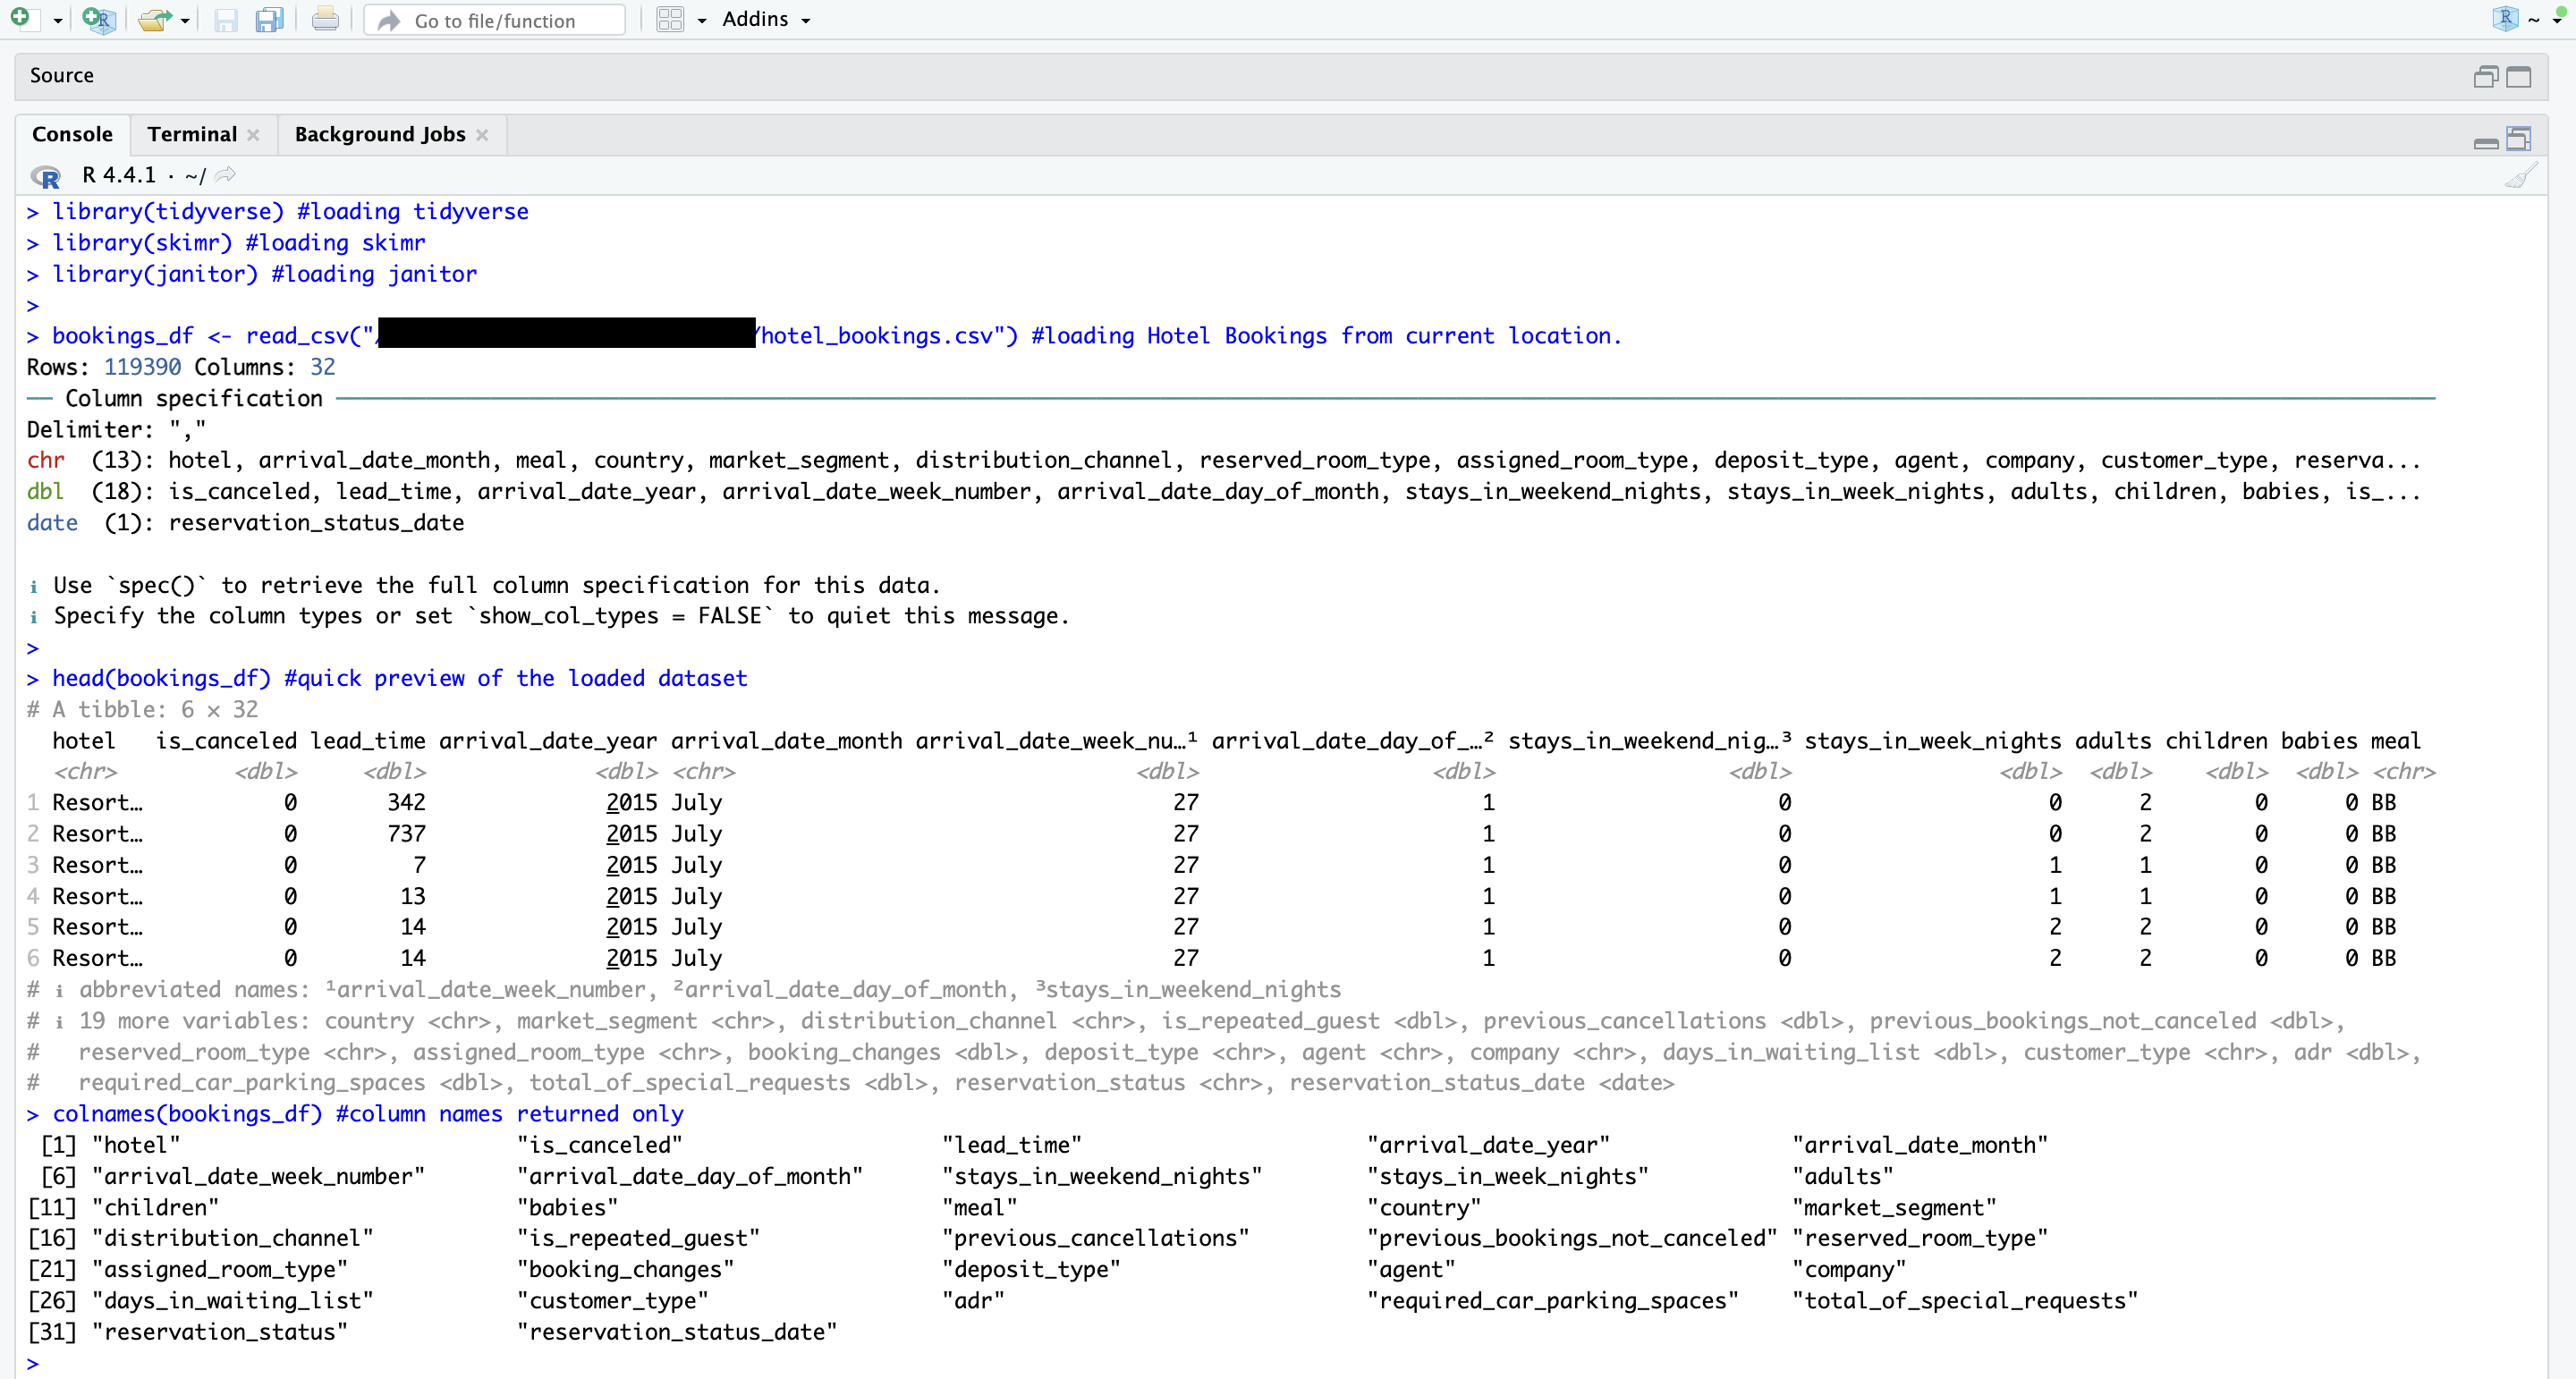 Go to file/function Addins R ~
Source
Console Terminal × Background Jobs ×
R R 4.4.1 · ~/
> library(tidyverse) #loading tidyverse
> library(skimr) #loading skimr
> library(janitor) #loading janitor
>
> bookings_df <- read_csv("/ /hotel_bookings.csv") #loading Hotel Bookings from current location.
Rows: 119390 Columns: 32
── Column specification ──
Delimiter: ","
chr (13): hotel, arrival_date_month, meal, country, market_segment, distribution_channel, reserved_room_type, assigned_room_type, deposit_type, agent, company, customer_type, reserva...
dbl (18): is_canceled, lead_time, arrival_date_year, arrival_date_week_number, arrival_date_day_of_month, stays_in_weekend_nights, stays_in_week_nights, adults, children, babies, is_...
date (1): reservation_status_date
ℹ Use `spec()` to retrieve the full column specification for this data.
ℹ Specify the column types or set `show_col_types = FALSE` to quiet this message.
>
> head(bookings_df) #quick preview of the loaded dataset
# A tibble: 6 × 32
hotel is_canceled lead_time arrival_date_year arrival_date_month arrival_date_week_nu…¹ arrival_date_day_of_…² stays_in_weekend_nig…³ stays_in_week_nights adults children babies meal
<chr> <dbl> <dbl> <dbl> <chr> <dbl> <dbl> <dbl> <dbl> <dbl> <dbl> <dbl> <chr>
1 Resort… 0 342 2015 July 27 1 0 0 2 0 0 BB
2 Resort… 0 737 2015 July 27 1 0 0 2 0 0 BB
3 Resort… 0 7 2015 July 27 1 0 1 1 0 0 BB
4 Resort… 0 13 2015 July 27 1 0 1 1 0 0 BB
5 Resort… 0 14 2015 July 27 1 0 2 2 0 0 BB
6 Resort… 0 14 2015 July 27 1 0 2 2 0 0 BB
# ℹ abbreviated names: ¹arrival_date_week_number, ²arrival_date_day_of_month, ³stays_in_weekend_nights
# ℹ 19 more variables: country <chr>, market_segment <chr>, distribution_channel <chr>, is_repeated_guest <dbl>, previous_cancellations <dbl>, previous_bookings_not_canceled <dbl>,
# reserved_room_type <chr>, assigned_room_type <chr>, booking_changes <dbl>, deposit_type <chr>, agent <chr>, company <chr>, days_in_waiting_list <dbl>, customer_type <chr>, adr <dbl>,
# required_car_parking_spaces <dbl>, total_of_special_requests <dbl>, reservation_status <chr>, reservation_status_date <date>
> colnames(bookings_df) #column names returned only
[1] "hotel" "is_canceled" "lead_time" "arrival_date_year" "arrival_date_month"
[6] "arrival_date_week_number" "arrival_date_day_of_month" "stays_in_weekend_nights" "stays_in_week_nights" "adults"
[11] "children" "babies" "meal" "country" "market_segment"
[16] "distribution_channel" "is_repeated_guest" "previous_cancellations" "previous_bookings_not_canceled" "reserved_room_type"
[21] "assigned_room_type" "booking_changes" "deposit_type" "agent" "company"
[26] "days_in_waiting_list" "customer_type" "adr" "required_car_parking_spaces" "total_of_special_requests"
[31] "reservation_status" "reservation_status_date"
>